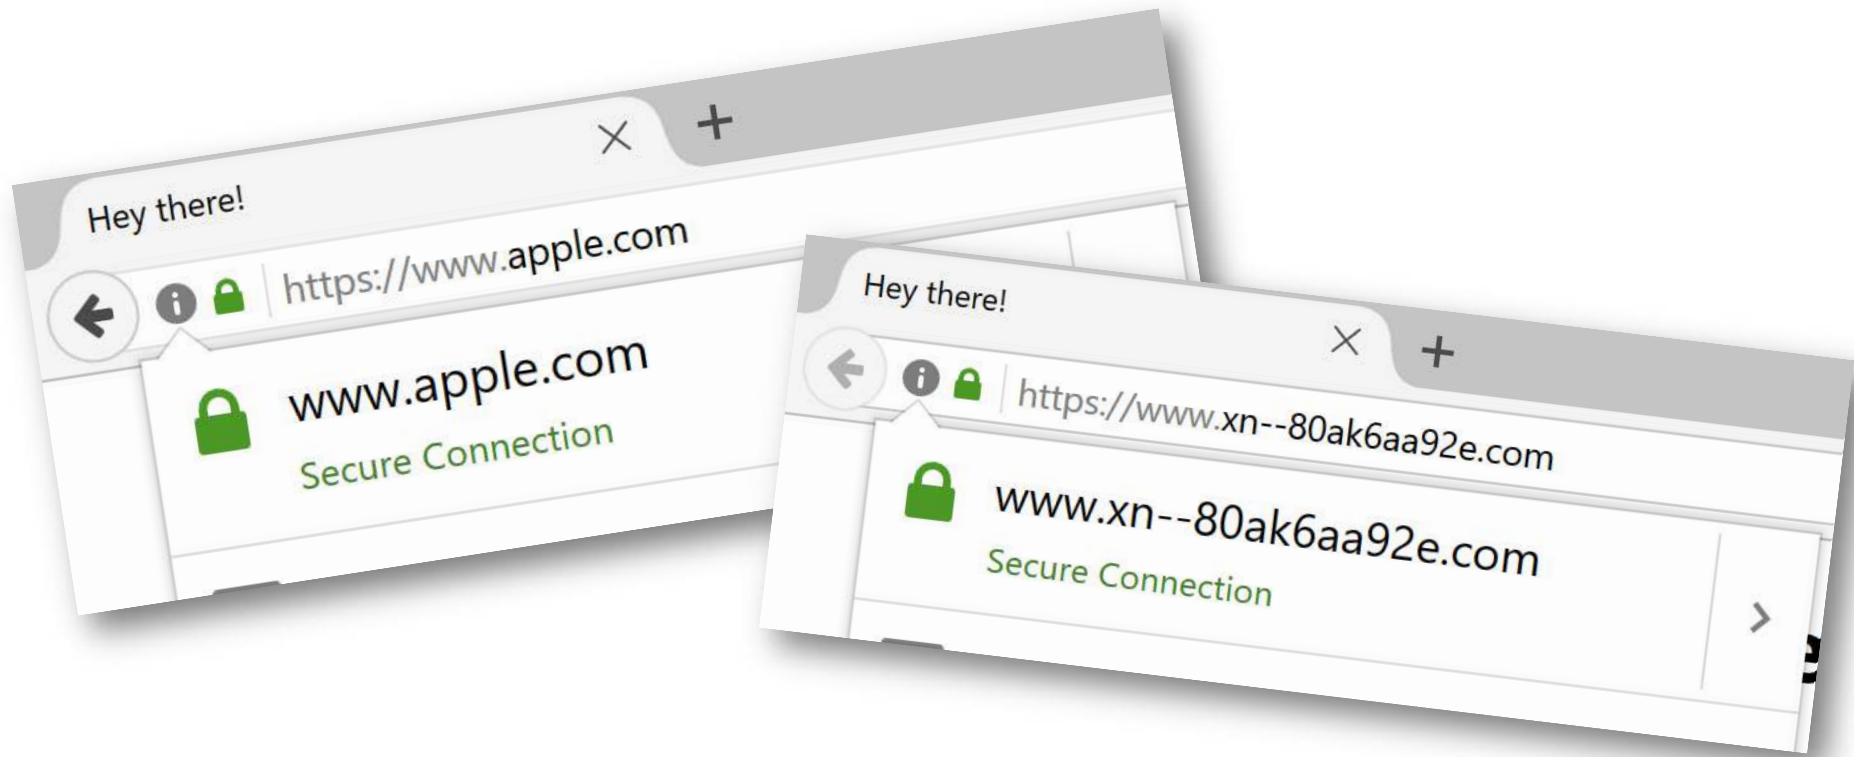 Hey there!
https://www.apple.com
www.apple.com
Secure Connection
Hey there!
https://www.xn--80ak6aa92e.com
www.xn--80ak6aa92e.com
Secure Connection
e